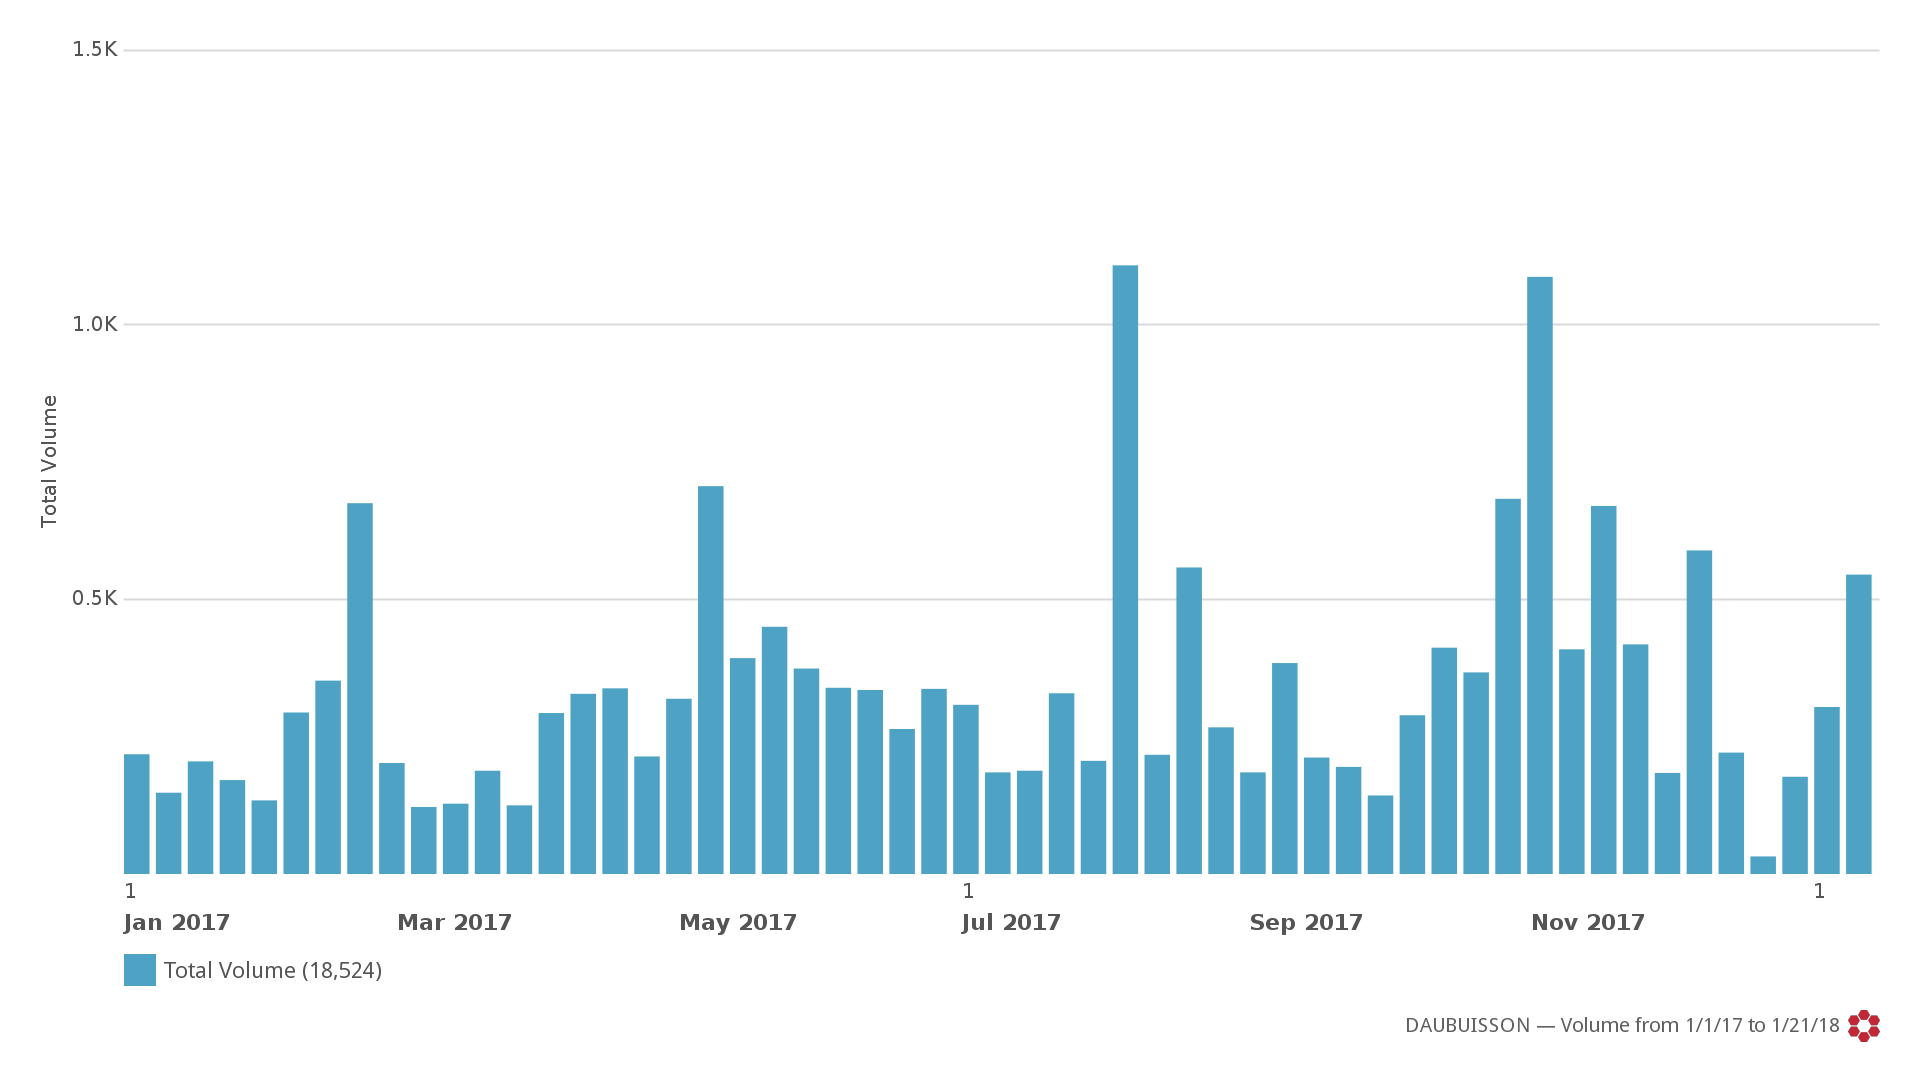 1.5K
1.0K
0.5K
Total Volume
1 1 1
Jan 2017 Mar 2017 May 2017 Jul 2017 Sep 2017 Nov 2017
Total Volume (18,524)
DAUBUISSON — Volume from 1/1/17 to 1/21/18